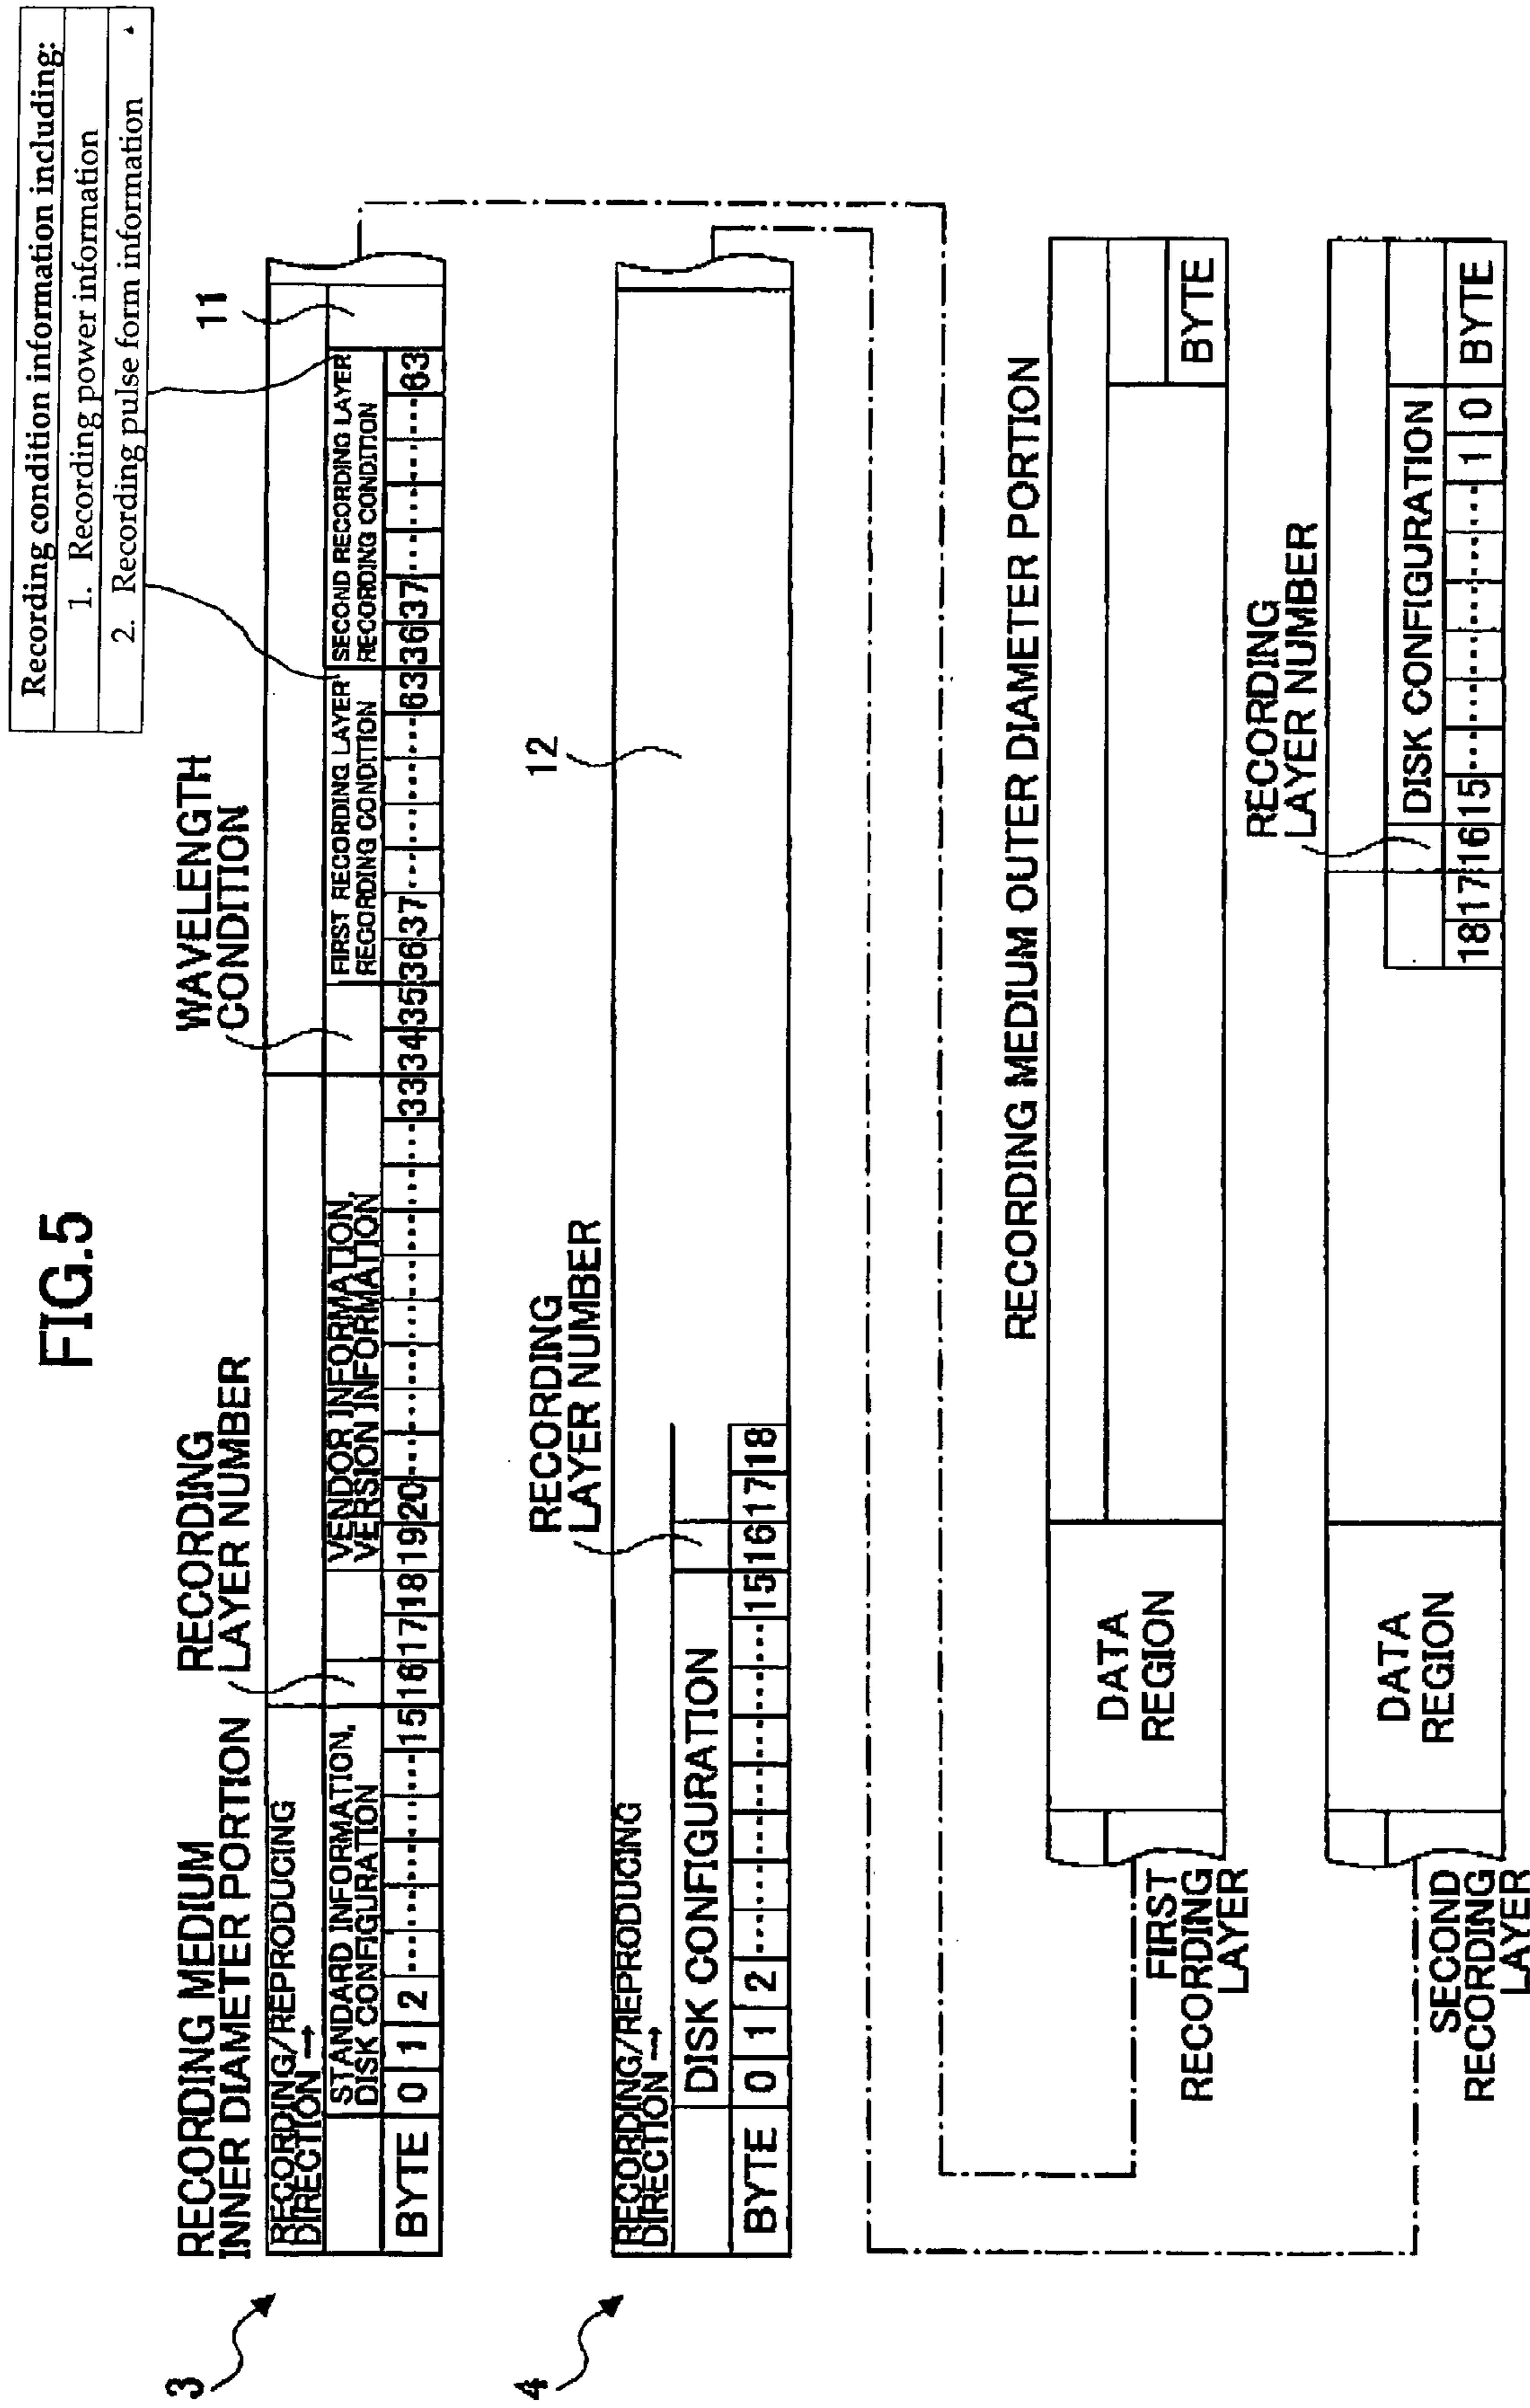 FIG.5
Recording condition information including:
1. Recording power information
2. Recording pulse form information
3
RECORDING MEDIUM
INNER DIAMETER PORTION
RECORDING
LAYER NUMBER
WAVELENGTH
CONDITION
11
RECORDING/REPRODUCING
DIRECTION →
STANDARD INFORMATION,
DISK CONFIGURATION
VENDOR INFORMATION,
VERSION INFORMATION
FIRST RECORDING LAYER
RECORDING CONDITION
SECOND RECORDING LAYER
RECORDING CONDITION
BYTE 0 1 2 ..... 15 16 17 18 19 20 ..... 33 34 35 36 37 ..... 63 36 37 ..... 63
4
RECORDING
LAYER NUMBER
12
RECORDING/REPRODUCING
DIRECTION →
DISK CONFIGURATION
BYTE 0 1 2 ..... 15 16 17 18
RECORDING MEDIUM OUTER DIAMETER PORTION
FIRST
RECORDING
LAYER
DATA
REGION
BYTE
RECORDING
LAYER NUMBER
SECOND
RECORDING
LAYER
DATA
REGION
DISK CONFIGURATION
18 17 16 15 ..... 1 0 BYTE